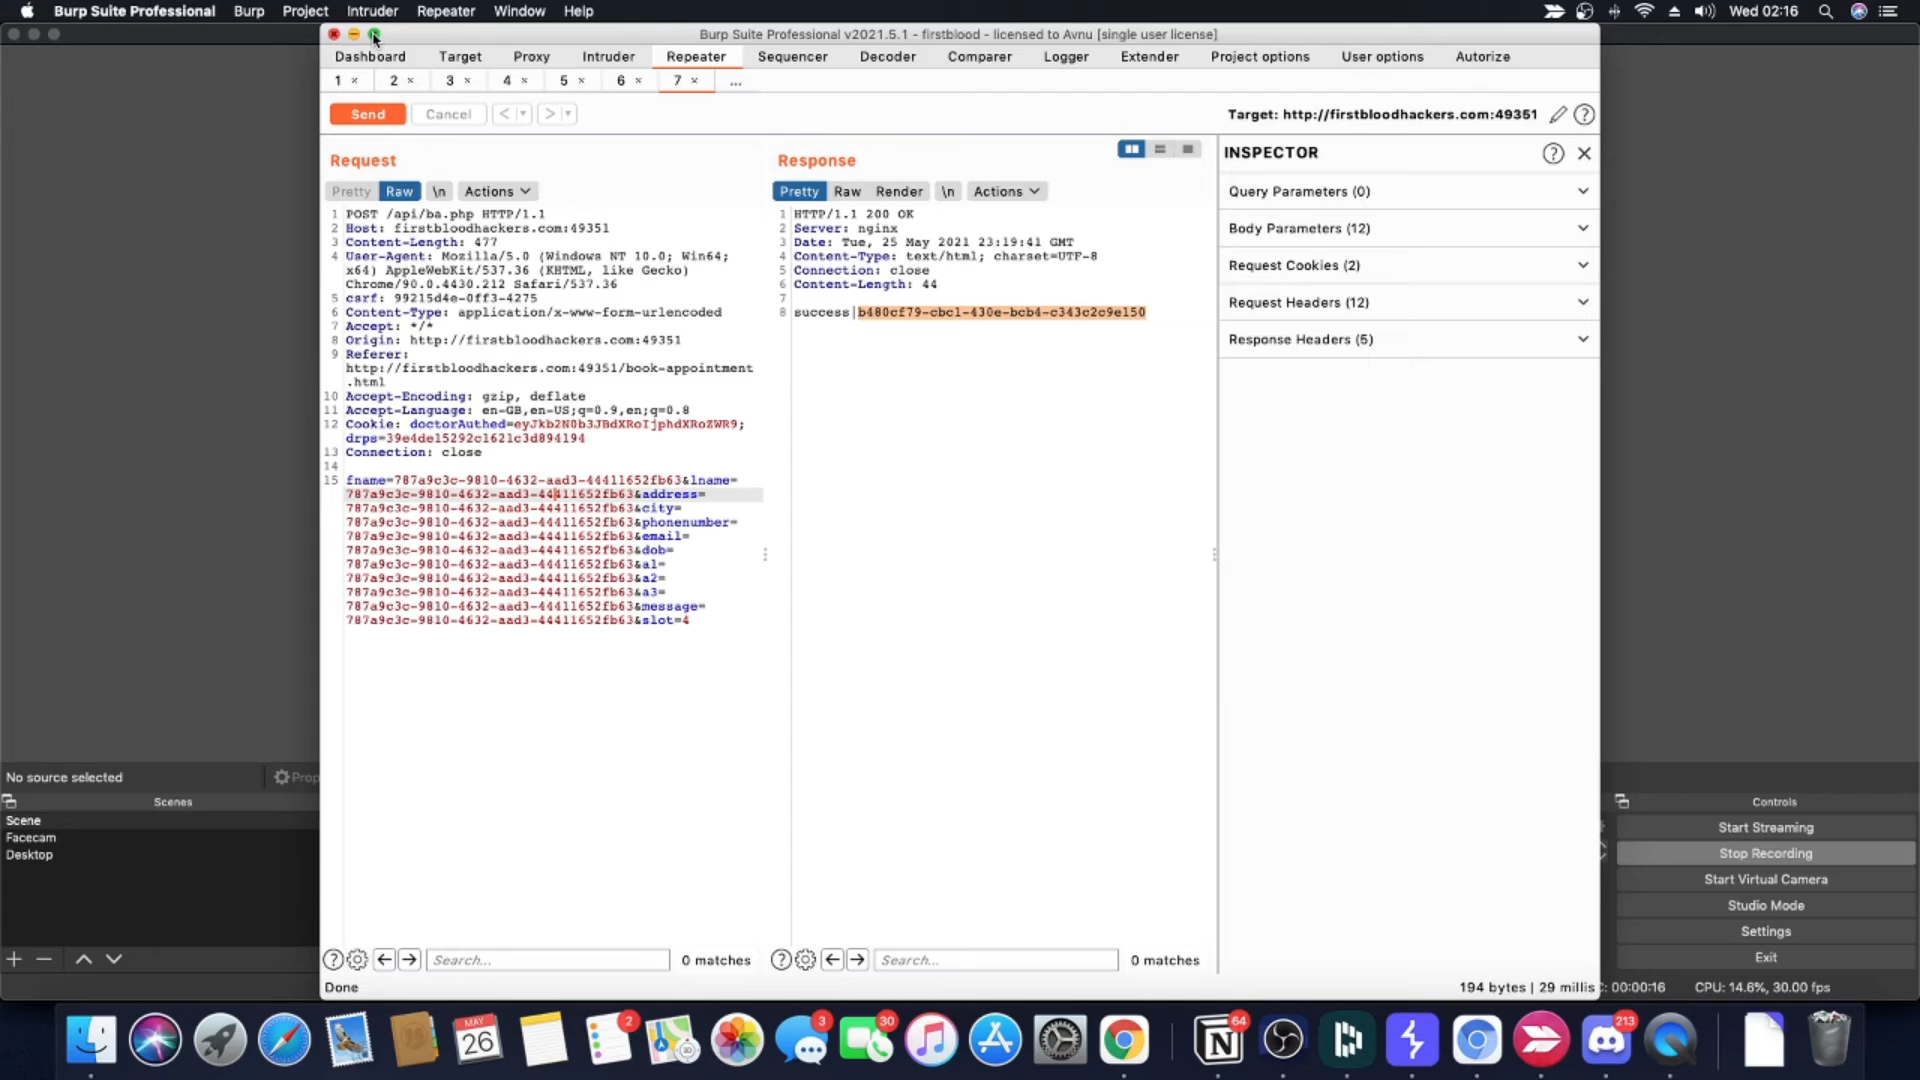 Burp Suite Professional Burp Project Intruder Repeater Window Help
Wed 02:16
Burp Suite Professional v2021.5.1 - firstblood - licensed to Avnu [single user license]
Dashboard Target Proxy Intruder Repeater Sequencer Decoder Comparer Logger Extender Project options User options Autorize
1 × 2 × 3 × 4 × 5 × 6 × 7 × ...
Send Cancel < >
Target: http://firstbloodhackers.com:49351
Request
Pretty Raw \n Actions
1 POST /api/ba.php HTTP/1.1
2 Host: firstbloodhackers.com:49351
3 Content-Length: 477
4 User-Agent: Mozilla/5.0 (Windows NT 10.0; Win64;
x64) AppleWebKit/537.36 (KHTML, like Gecko)
Chrome/90.0.4430.212 Safari/537.36
5 csrf: 99215d4e-0ff3-4275
6 Content-Type: application/x-www-form-urlencoded
7 Accept: */*
8 Origin: http://firstbloodhackers.com:49351
9 Referer:
http://firstbloodhackers.com:49351/book-appointment
.html
10 Accept-Encoding: gzip, deflate
11 Accept-Language: en-GB,en-US;q=0.9,en;q=0.8
12 Cookie: doctorAuthed=eyJkb2N0b3JBdXRoIjphdXRoZWR9;
drps=39e4de15292c1621c3d894194
13 Connection: close
14
15 fname=787a9c3c-9810-4632-aad3-44411652fb63&lname=
787a9c3c-9810-4632-aad3-44411652fb63&address=
787a9c3c-9810-4632-aad3-44411652fb63&city=
787a9c3c-9810-4632-aad3-44411652fb63&phonenumber=
787a9c3c-9810-4632-aad3-44411652fb63&email=
787a9c3c-9810-4632-aad3-44411652fb63&dob=
787a9c3c-9810-4632-aad3-44411652fb63&a1=
787a9c3c-9810-4632-aad3-44411652fb63&a2=
787a9c3c-9810-4632-aad3-44411652fb63&a3=
787a9c3c-9810-4632-aad3-44411652fb63&message=
787a9c3c-9810-4632-aad3-44411652fb63&slot=4
Search... 0 matches
Done
Response
Pretty Raw Render \n Actions
1 HTTP/1.1 200 OK
2 Server: nginx
3 Date: Tue, 25 May 2021 23:19:41 GMT
4 Content-Type: text/html; charset=UTF-8
5 Connection: close
6 Content-Length: 44
7
8 success|b480cf79-cbc1-430e-bcb4-c343c2c9e150
Search... 0 matches
INSPECTOR
Query Parameters (0)
Body Parameters (12)
Request Cookies (2)
Request Headers (12)
Response Headers (5)
194 bytes | 29 millis
No source selected
Prop
Scenes
Scene
Facecam
Desktop
Controls
Start Streaming
Stop Recording
Start Virtual Camera
Studio Mode
Settings
Exit
C: 00:00:16 CPU: 14.6%, 30.00 fps
MAY
26
2
3
30
64
213